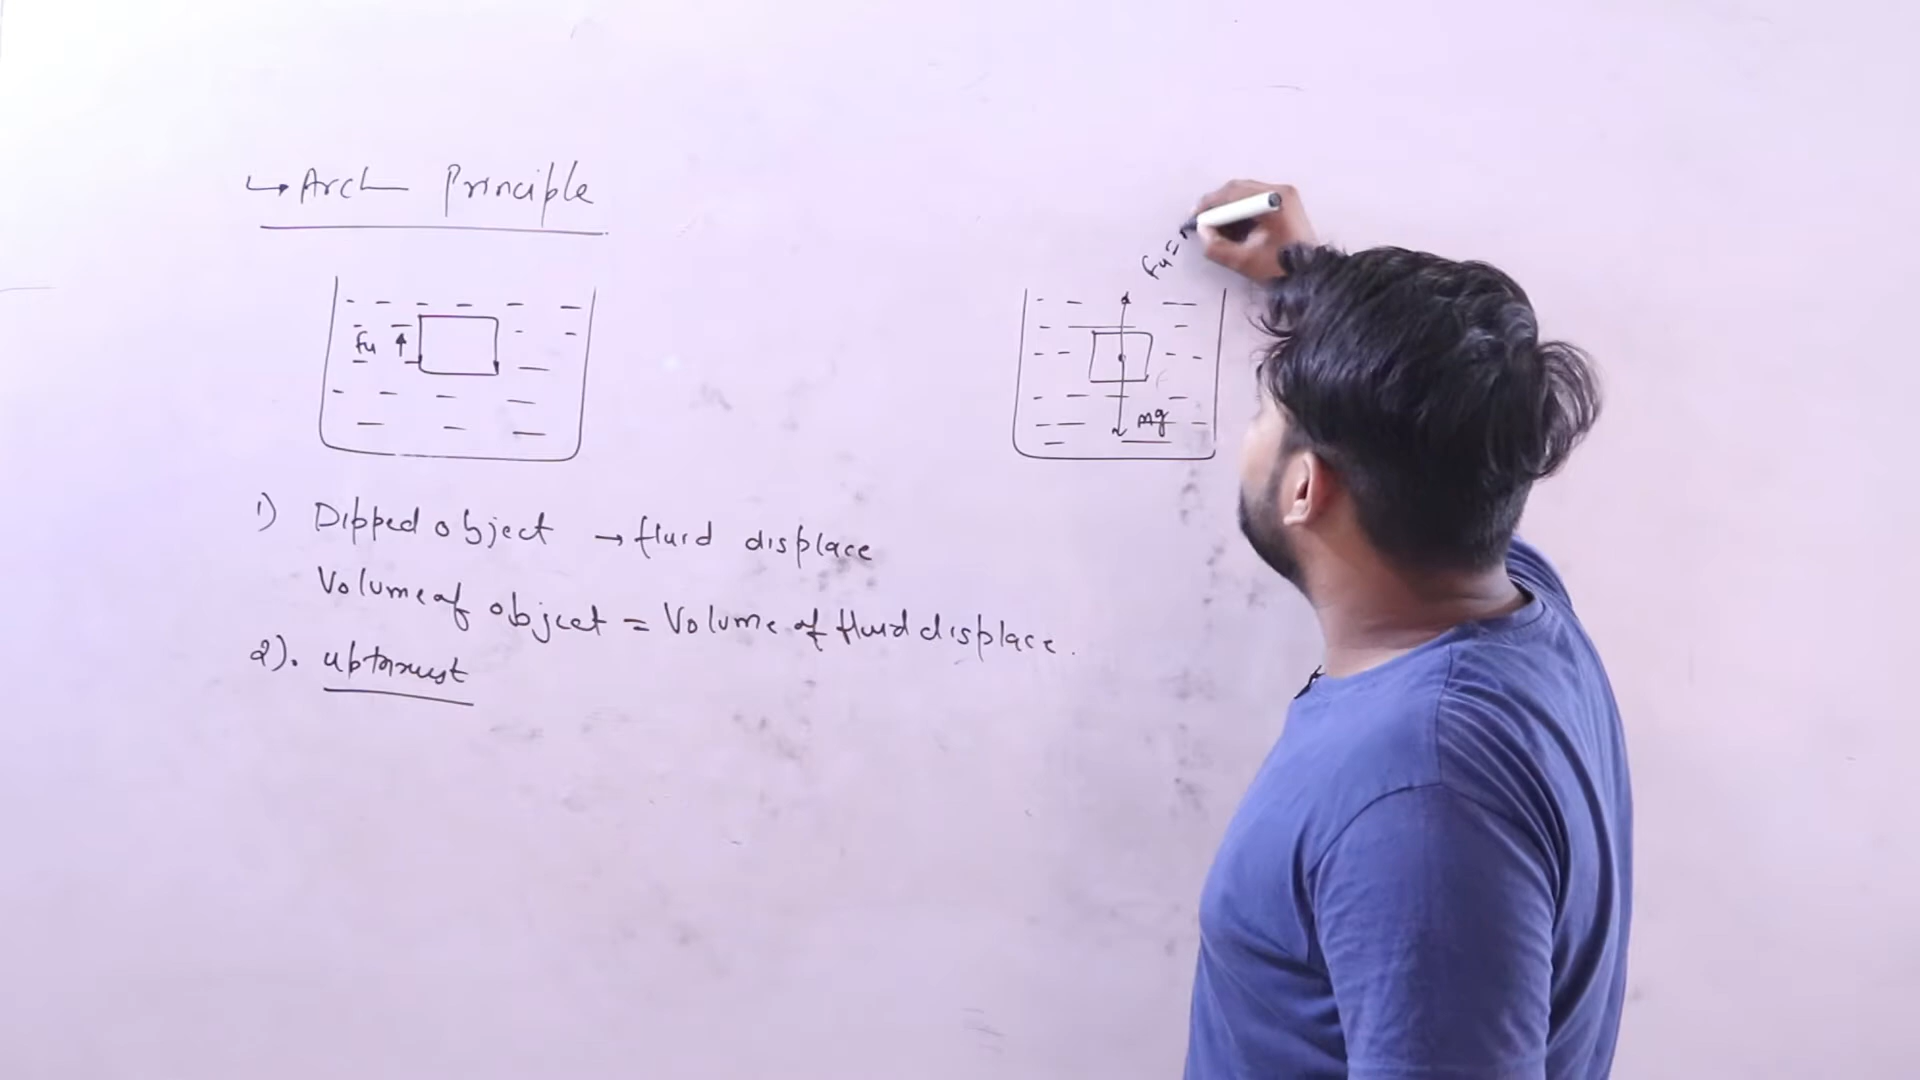 ↳ Arch Principle
fu ↑
fu =
mg
1) Dipped object → fluid displace
Volume of object = Volume of fluid displace.
2). upthrust